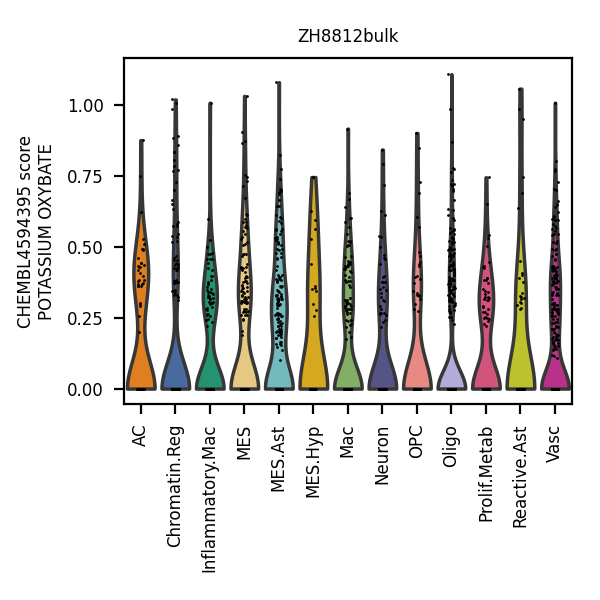 ZH8812bulk
CHEMBL4594395 score
POTASSIUM OXYBATE
1.00
0.75
0.50
0.25
0.00
AC
Chromatin.Reg
Inflammatory.Mac
MES
MES.Ast
MES.Hyp
Mac
Neuron
OPC
Oligo
Prolif.Metab
Reactive.Ast
Vasc